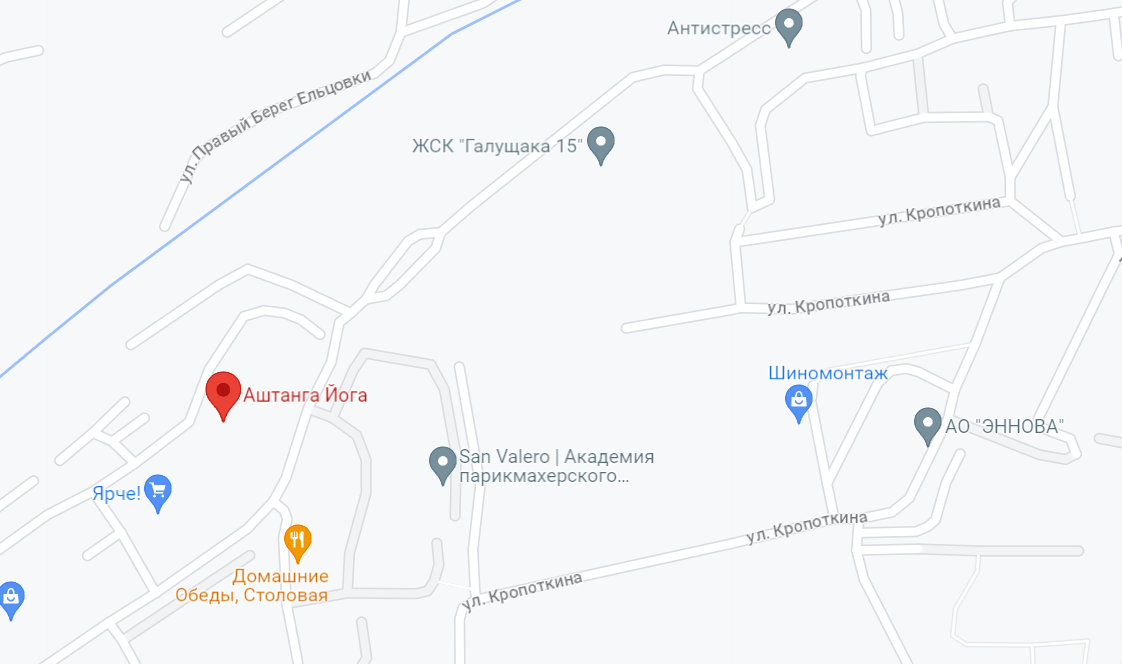 Антистресс
ул. Правый Берег Ельцовки
ЖСК "Галущака 15"
ул. Кропоткина
ул. Кропоткина
Шиномонтаж
Аштанга Йога
АО "ЭННОВА"
San Valero | Академия
парикмахерского...
Ярче!
ул. Кропоткина
Домашние
Обеды, Столовая
ул. Кропоткина